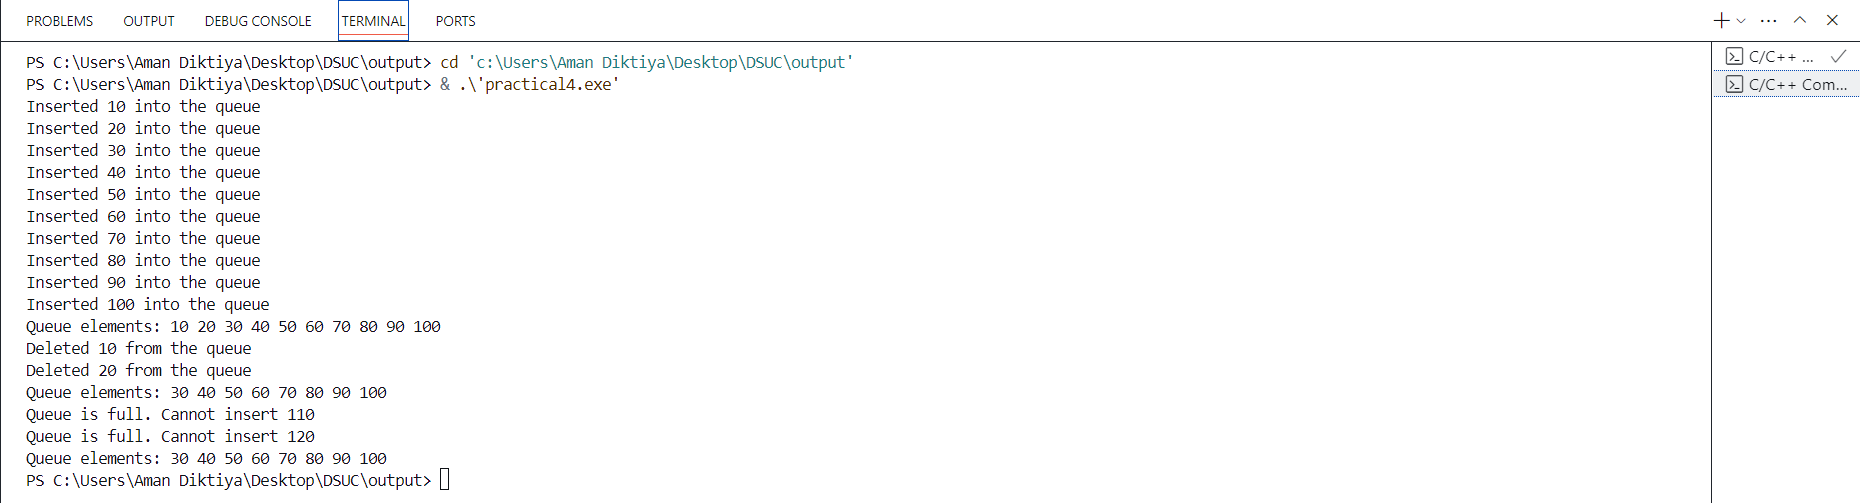 PROBLEMS OUTPUT DEBUG CONSOLE TERMINAL PORTS
PS C:\Users\Aman Diktiya\Desktop\DSUC\output> cd 'c:\Users\Aman Diktiya\Desktop\DSUC\output'
PS C:\Users\Aman Diktiya\Desktop\DSUC\output> & .\'practical4.exe'
Inserted 10 into the queue
Inserted 20 into the queue
Inserted 30 into the queue
Inserted 40 into the queue
Inserted 50 into the queue
Inserted 60 into the queue
Inserted 70 into the queue
Inserted 80 into the queue
Inserted 90 into the queue
Inserted 100 into the queue
Queue elements: 10 20 30 40 50 60 70 80 90 100
Deleted 10 from the queue
Deleted 20 from the queue
Queue elements: 30 40 50 60 70 80 90 100
Queue is full. Cannot insert 110
Queue is full. Cannot insert 120
Queue elements: 30 40 50 60 70 80 90 100
PS C:\Users\Aman Diktiya\Desktop\DSUC\output>
C/C++ ...
C/C++ Com...